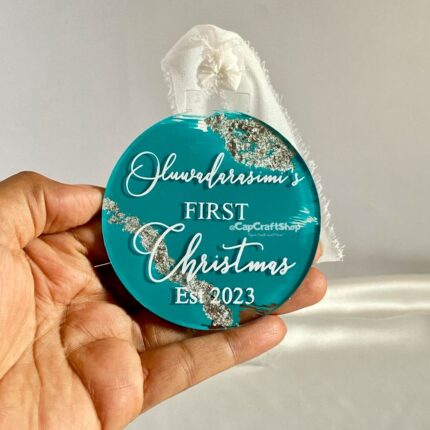 Oluwadarasimi's
FIRST
@CapCraftShop
Christmas
Est 2023